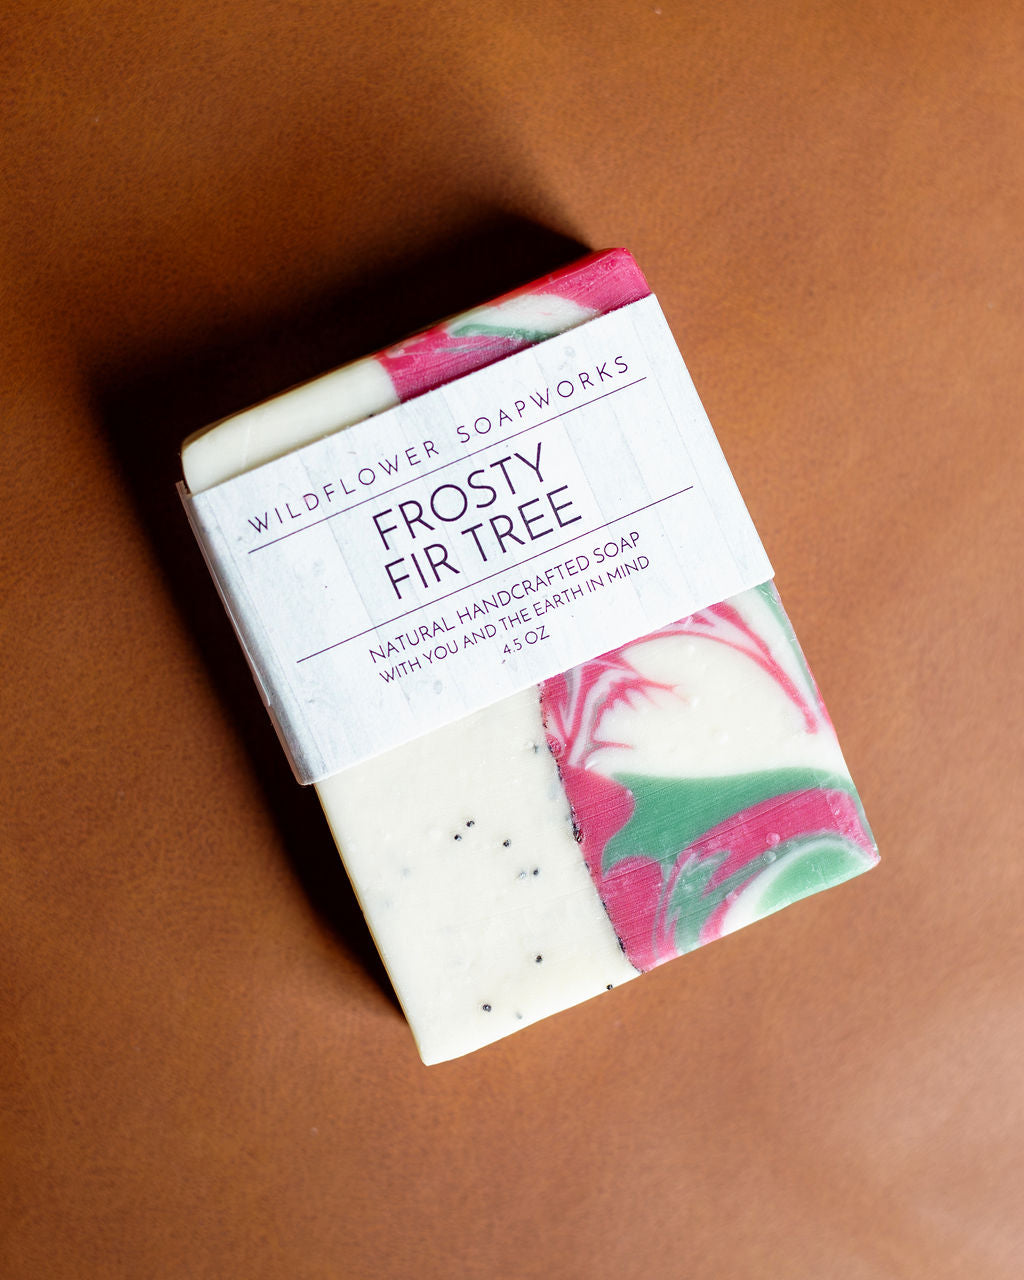 WILDFLOWER SOAPWORKS
FROSTY
FIR TREE
NATURAL HANDCRAFTED SOAP
WITH YOU AND THE EARTH IN MIND
4.5 OZ